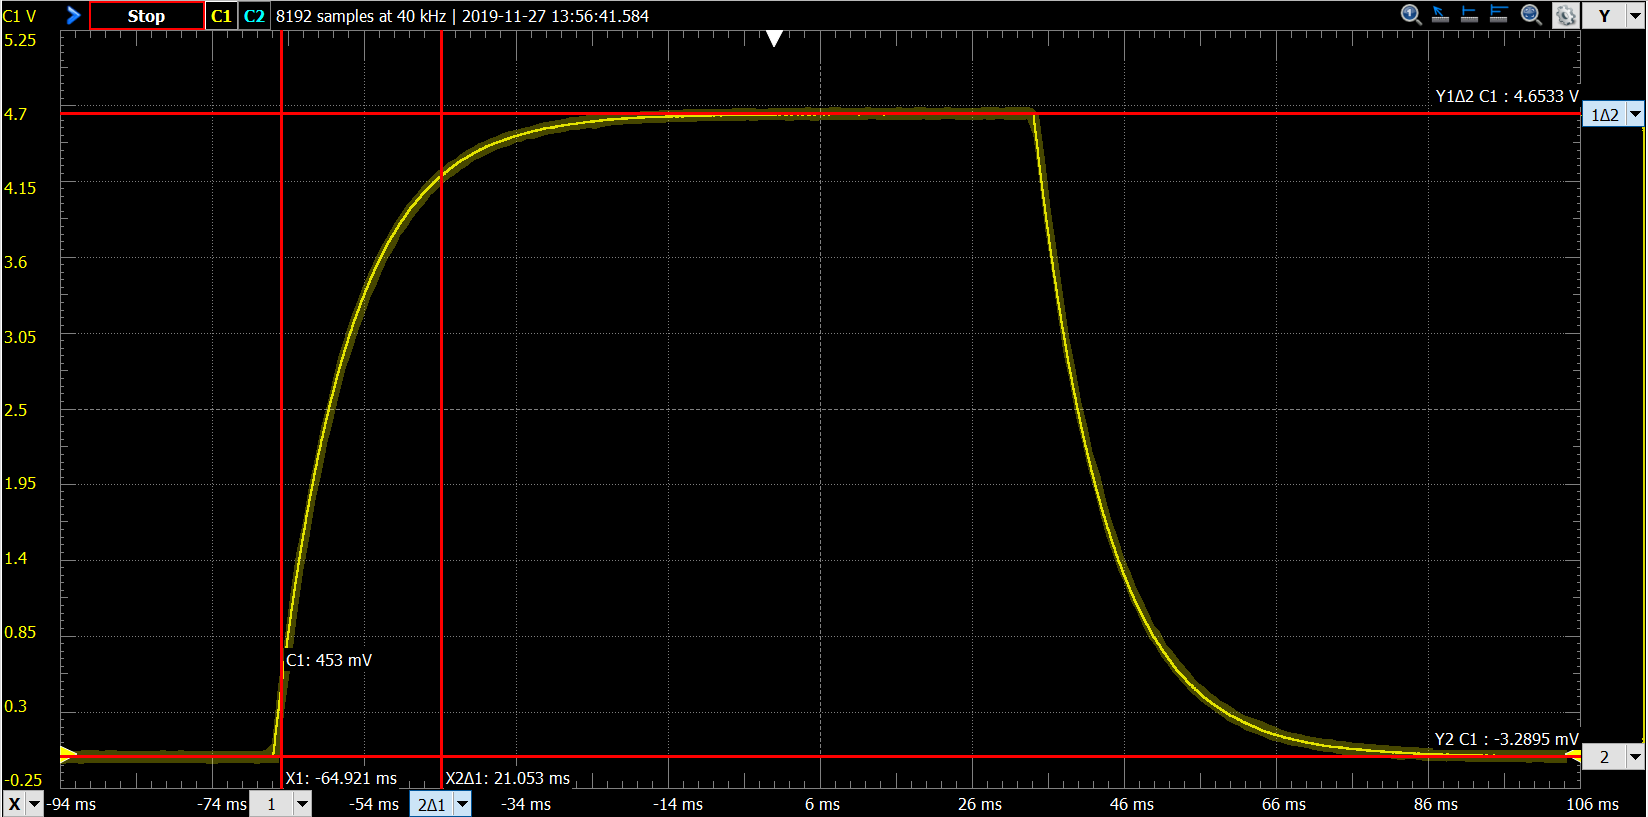 C1 V Stop C1 C2 8192 samples at 40 kHz | 2019-11-27 13:56:41.584 Y
5.25
Y1Δ2 C1 : 4.6533 V
4.7 1Δ2
4.15
3.6
3.05
2.5
1.95
1.4
0.85
C1: 453 mV
0.3
Y2 C1 : -3.2895 mV
2
-0.25 X1: -64.921 ms X2Δ1: 21.053 ms
X -94 ms -74 ms 1 -54 ms 2Δ1 -34 ms -14 ms 6 ms 26 ms 46 ms 66 ms 86 ms 106 ms